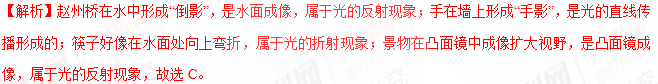 【解析】赵州桥在水中形成“倒影”，是水面成像，属于光的反射现象；手在墙上形成“手影”，是光的直线传
播形成的；筷子好像在水面处向上弯折，属于光的折射现象；景物在凸面镜中成像扩大视野，是凸面镜成
像，属于光的反射现象，故选 C。